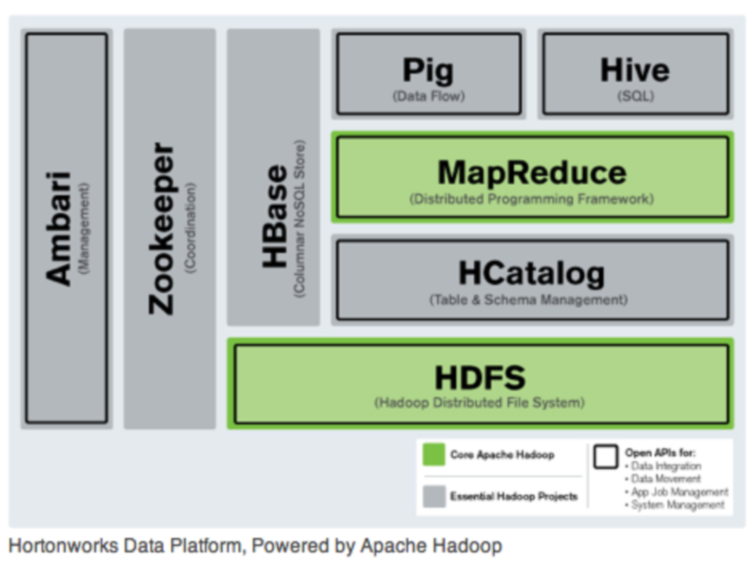 Ambari
(Management)
Zookeeper
(Coordination)
HBase
(Columnar NoSQL Store)
Pig
(Data Flow)
Hive
(SQL)
MapReduce
(Distributed Programming Framework)
HCatalog
(Table & Schema Management)
HDFS
(Hadoop Distributed File System)
Core Apache Hadoop
Essential Hadoop Projects
Open APIs for:
• Data Integration
• Data Movement
• App Job Management
• System Management
Hortonworks Data Platform, Powered by Apache Hadoop